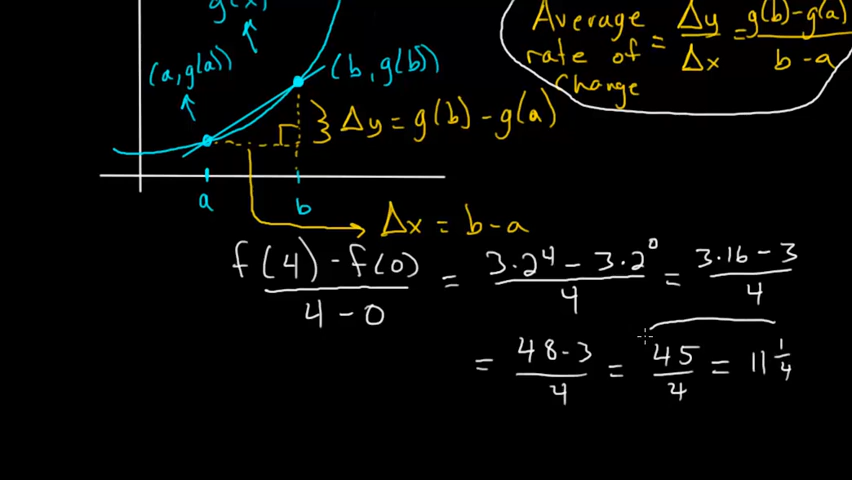 g(x)
Average rate of change = Δy/Δx = g(b)-g(a)/b-a
(a,g(a))
(b, g(b))
} Δy = g(b) - g(a)
a
b
Δx = b-a
f(4) - f(0)/4-0 = 3·2⁴ - 3·2⁰/4 = 3·16 - 3/4
= 48-3/4 = 45/4 = 11 1/4